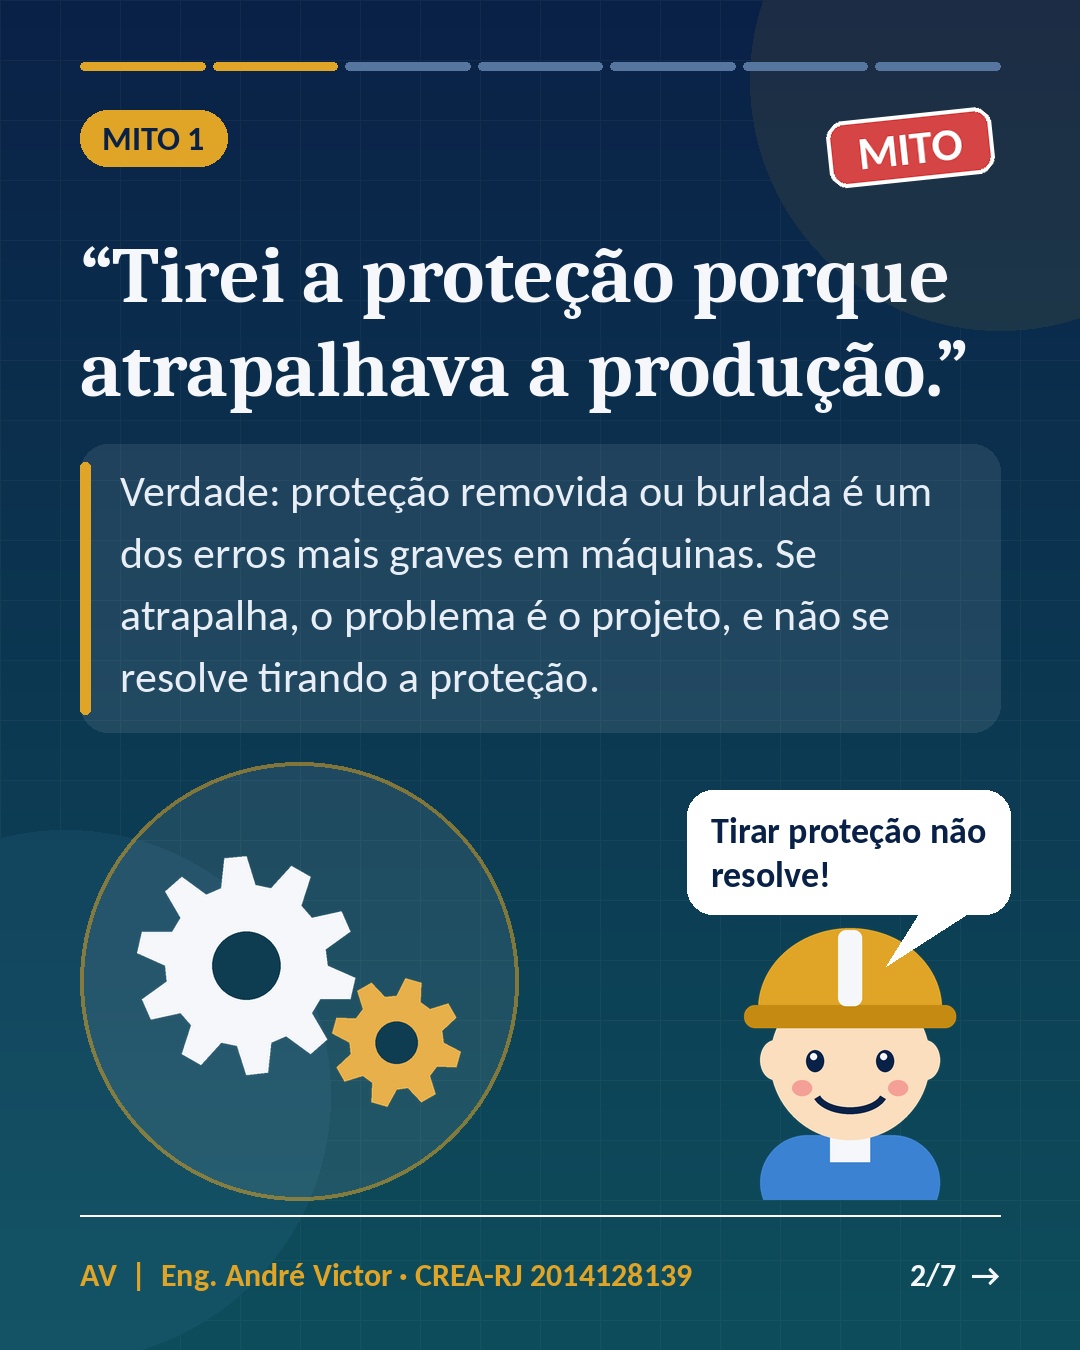 MITO 1
MITO
“Tirei a proteção porque
atrapalhava a produção.”
Verdade: proteção removida ou burlada é um
dos erros mais graves em máquinas. Se
atrapalha, o problema é o projeto, e não se
resolve tirando a proteção.
Tirar proteção não
resolve!
AV | Eng. André Victor · CREA-RJ 2014128139
2/7 →